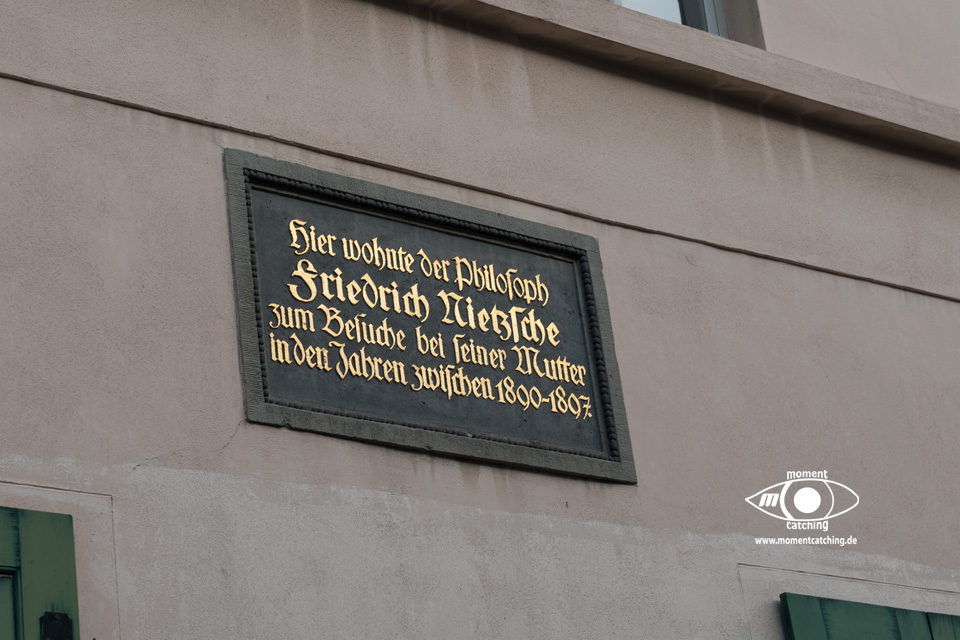 Hier wohnte der Philosoph
Friedrich Nietzsche
zum Besuche bei seiner Mutter
in den Jahren zwischen 1890-1897.
moment
m
catching
www.momentcatching.de